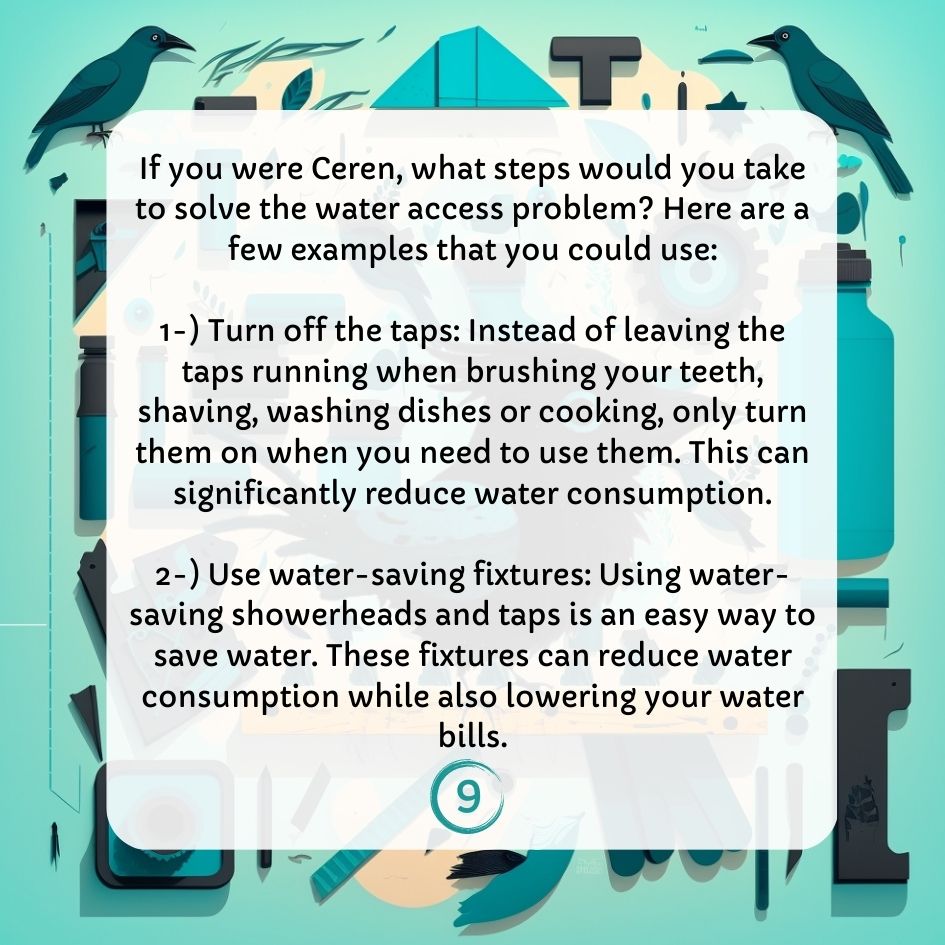 If you were Ceren, what steps would you take
to solve the water access problem? Here are a
few examples that you could use:
1-) Turn off the taps: Instead of leaving the
taps running when brushing your teeth,
shaving, washing dishes or cooking, only turn
them on when you need to use them. This can
significantly reduce water consumption.
2-) Use water-saving fixtures: Using water-
saving showerheads and taps is an easy way to
save water. These fixtures can reduce water
consumption while also lowering your water
bills.
9